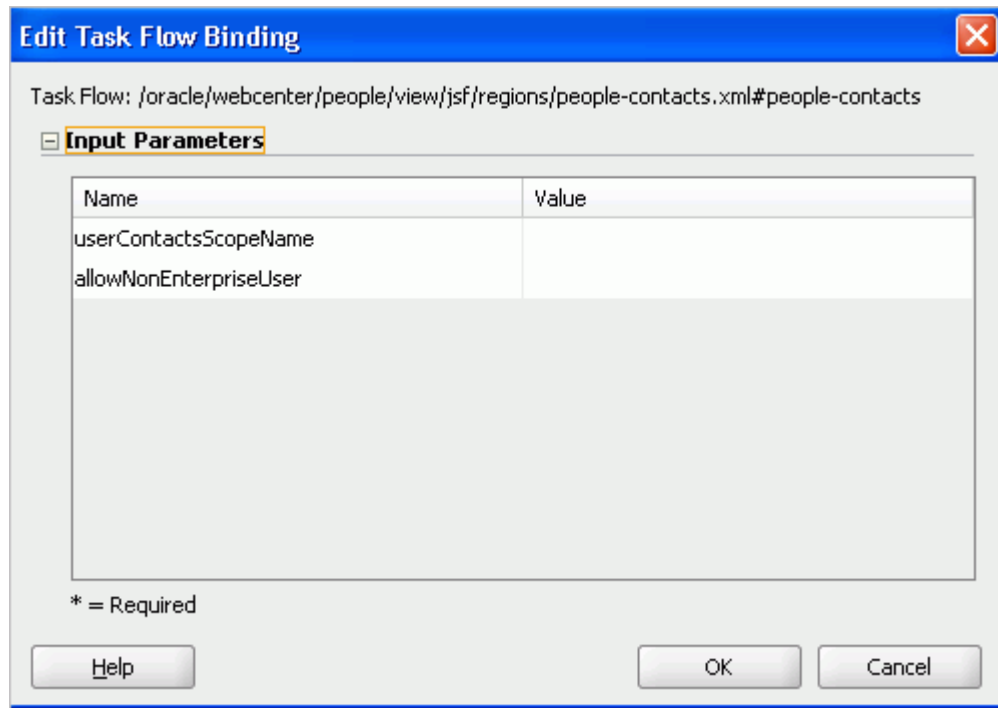 Edit Task Flow Binding
Task Flow: /oracle/webcenter/people/view/jsf/regions/people-contacts.xml#people-contacts
Input Parameters
Name Value
userContactsScopeName
allowNonEnterpriseUser
* = Required
Help OK Cancel